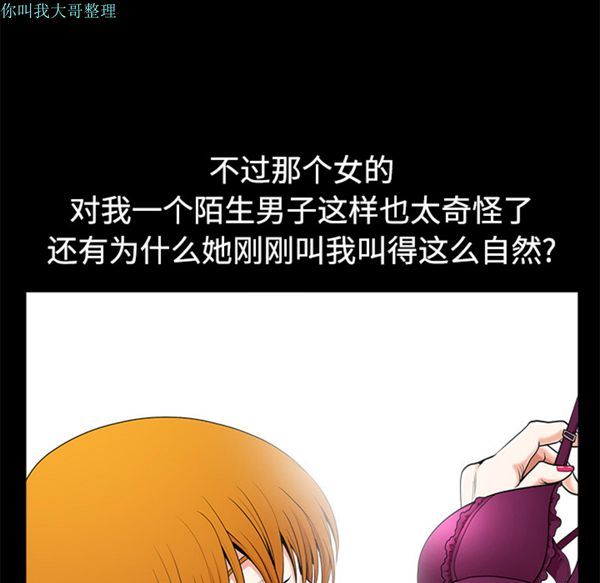 你叫我大哥整理
不过那个女的
对我一个陌生男子这样也太奇怪了
还有为什么她刚刚叫我叫得这么自然?